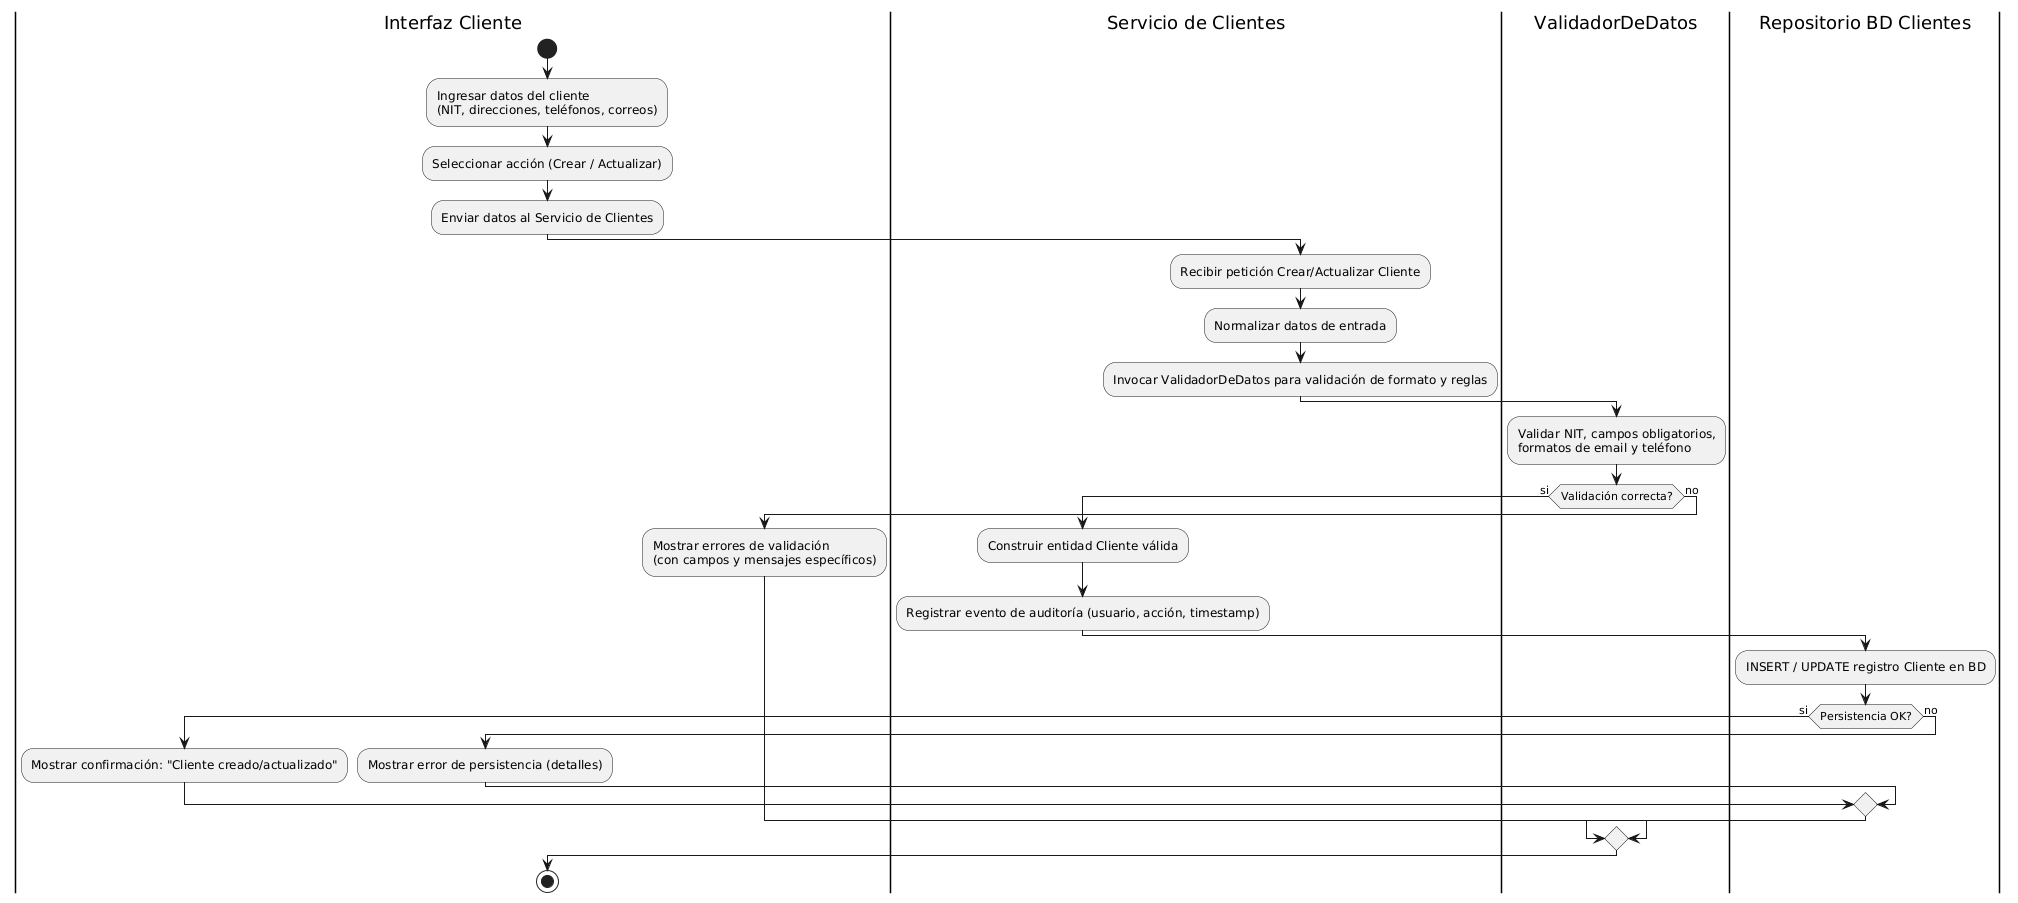 Interfaz Cliente
Servicio de Clientes
ValidadorDeDatos
Repositorio BD Clientes
Ingresar datos del cliente
(NIT, direcciones, teléfonos, correos)
Seleccionar acción (Crear / Actualizar)
Enviar datos al Servicio de Clientes
Recibir petición Crear/Actualizar Cliente
Normalizar datos de entrada
Invocar ValidadorDeDatos para validación de formato y reglas
Validar NIT, campos obligatorios,
formatos de email y teléfono
si
Validación correcta?
no
Mostrar errores de validación
(con campos y mensajes específicos)
Construir entidad Cliente válida
Registrar evento de auditoría (usuario, acción, timestamp)
INSERT / UPDATE registro Cliente en BD
si
Persistencia OK?
no
Mostrar confirmación: "Cliente creado/actualizado"
Mostrar error de persistencia (detalles)